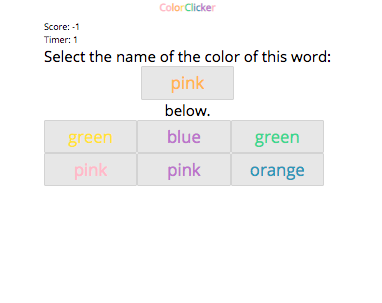 ColorClicker
Score: -1
Timer: 1
Select the name of the color of this word:
pink
below.
green blue green
pink pink orange